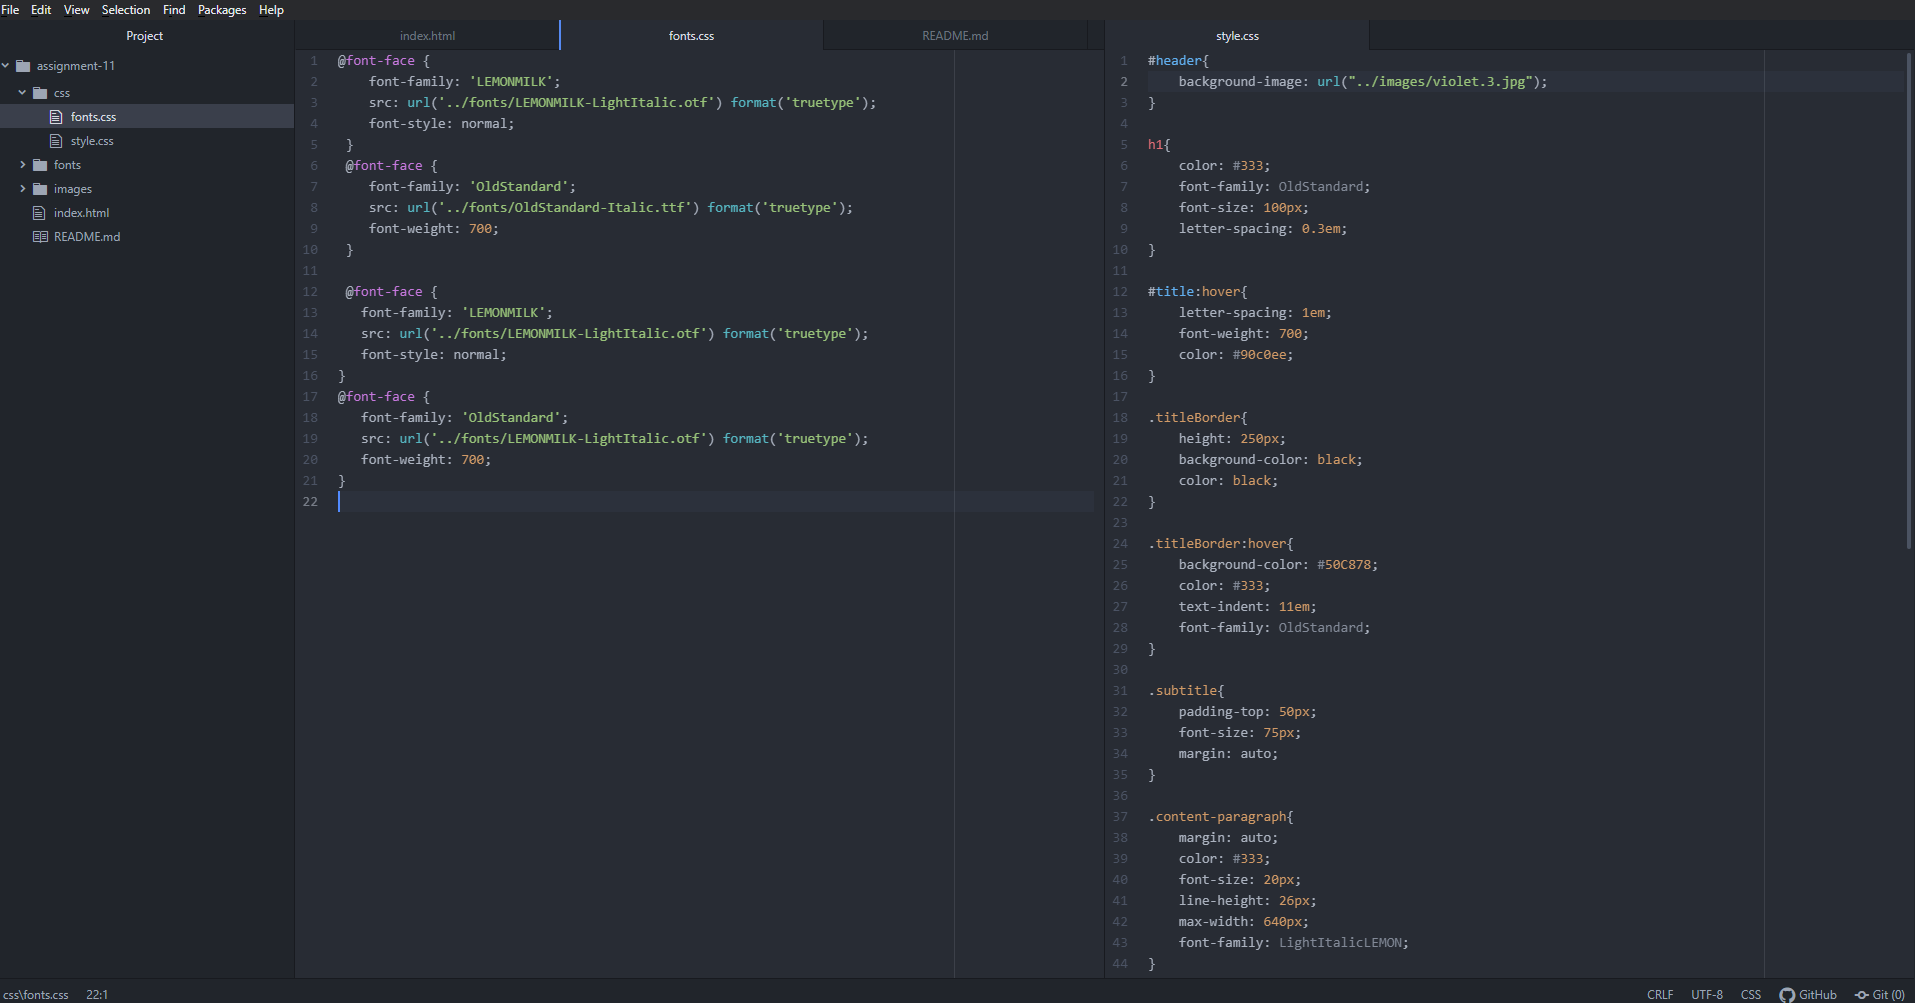 File Edit View Selection Find Packages Help
Project
assignment-11
css
fonts.css
style.css
fonts
images
index.html
README.md
index.html fonts.css README.md
1 @font-face {
2 font-family: 'LEMONMILK';
3 src: url('../fonts/LEMONMILK-LightItalic.otf') format('truetype');
4 font-style: normal;
5 }
6 @font-face {
7 font-family: 'OldStandard';
8 src: url('../fonts/OldStandard-Italic.ttf') format('truetype');
9 font-weight: 700;
10 }
11
12 @font-face {
13 font-family: 'LEMONMILK';
14 src: url('../fonts/LEMONMILK-LightItalic.otf') format('truetype');
15 font-style: normal;
16 }
17 @font-face {
18 font-family: 'OldStandard';
19 src: url('../fonts/LEMONMILK-LightItalic.otf') format('truetype');
20 font-weight: 700;
21 }
22
style.css
1 #header{
2 background-image: url("../images/violet.3.jpg");
3 }
4
5 h1{
6 color: #333;
7 font-family: OldStandard;
8 font-size: 100px;
9 letter-spacing: 0.3em;
10 }
11
12 #title:hover{
13 letter-spacing: 1em;
14 font-weight: 700;
15 color: #90c0ee;
16 }
17
18 .titleBorder{
19 height: 250px;
20 background-color: black;
21 color: black;
22 }
23
24 .titleBorder:hover{
25 background-color: #50C878;
26 color: #333;
27 text-indent: 11em;
28 font-family: OldStandard;
29 }
30
31 .subtitle{
32 padding-top: 50px;
33 font-size: 75px;
34 margin: auto;
35 }
36
37 .content-paragraph{
38 margin: auto;
39 color: #333;
40 font-size: 20px;
41 line-height: 26px;
42 max-width: 640px;
43 font-family: LightItalicLEMON;
44 }
css\fonts.css 22:1 CRLF UTF-8 CSS GitHub Git (0)